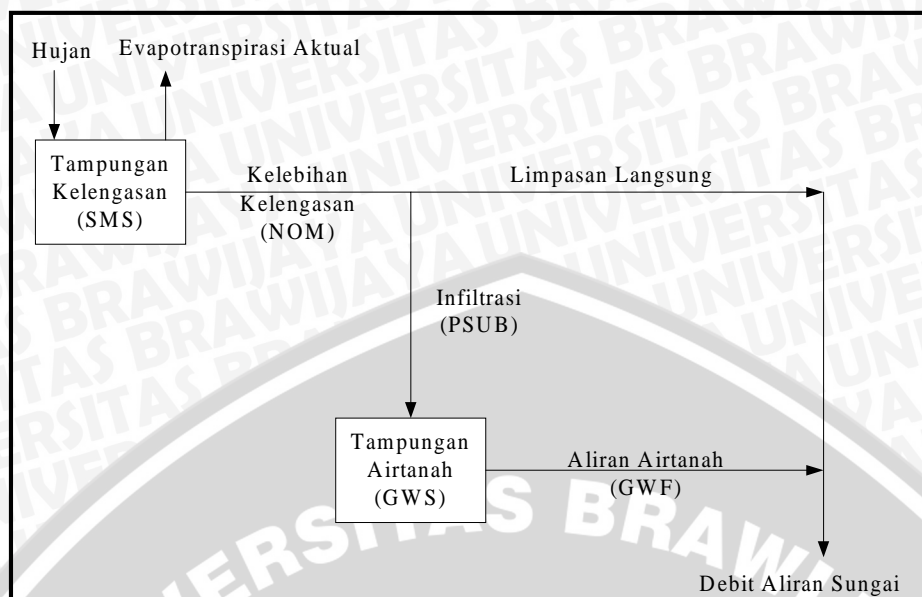 Hujan
Evapotranspirasi Aktual
Tampungan
Kelengasan
(SMS)
Kelebihan
Kelengasan
(NOM)
Limpasan Langsung
Infiltrasi
(PSUB)
Tampungan
Airtanah
(GWS)
Aliran Airtanah
(GWF)
Debit Aliran Sungai